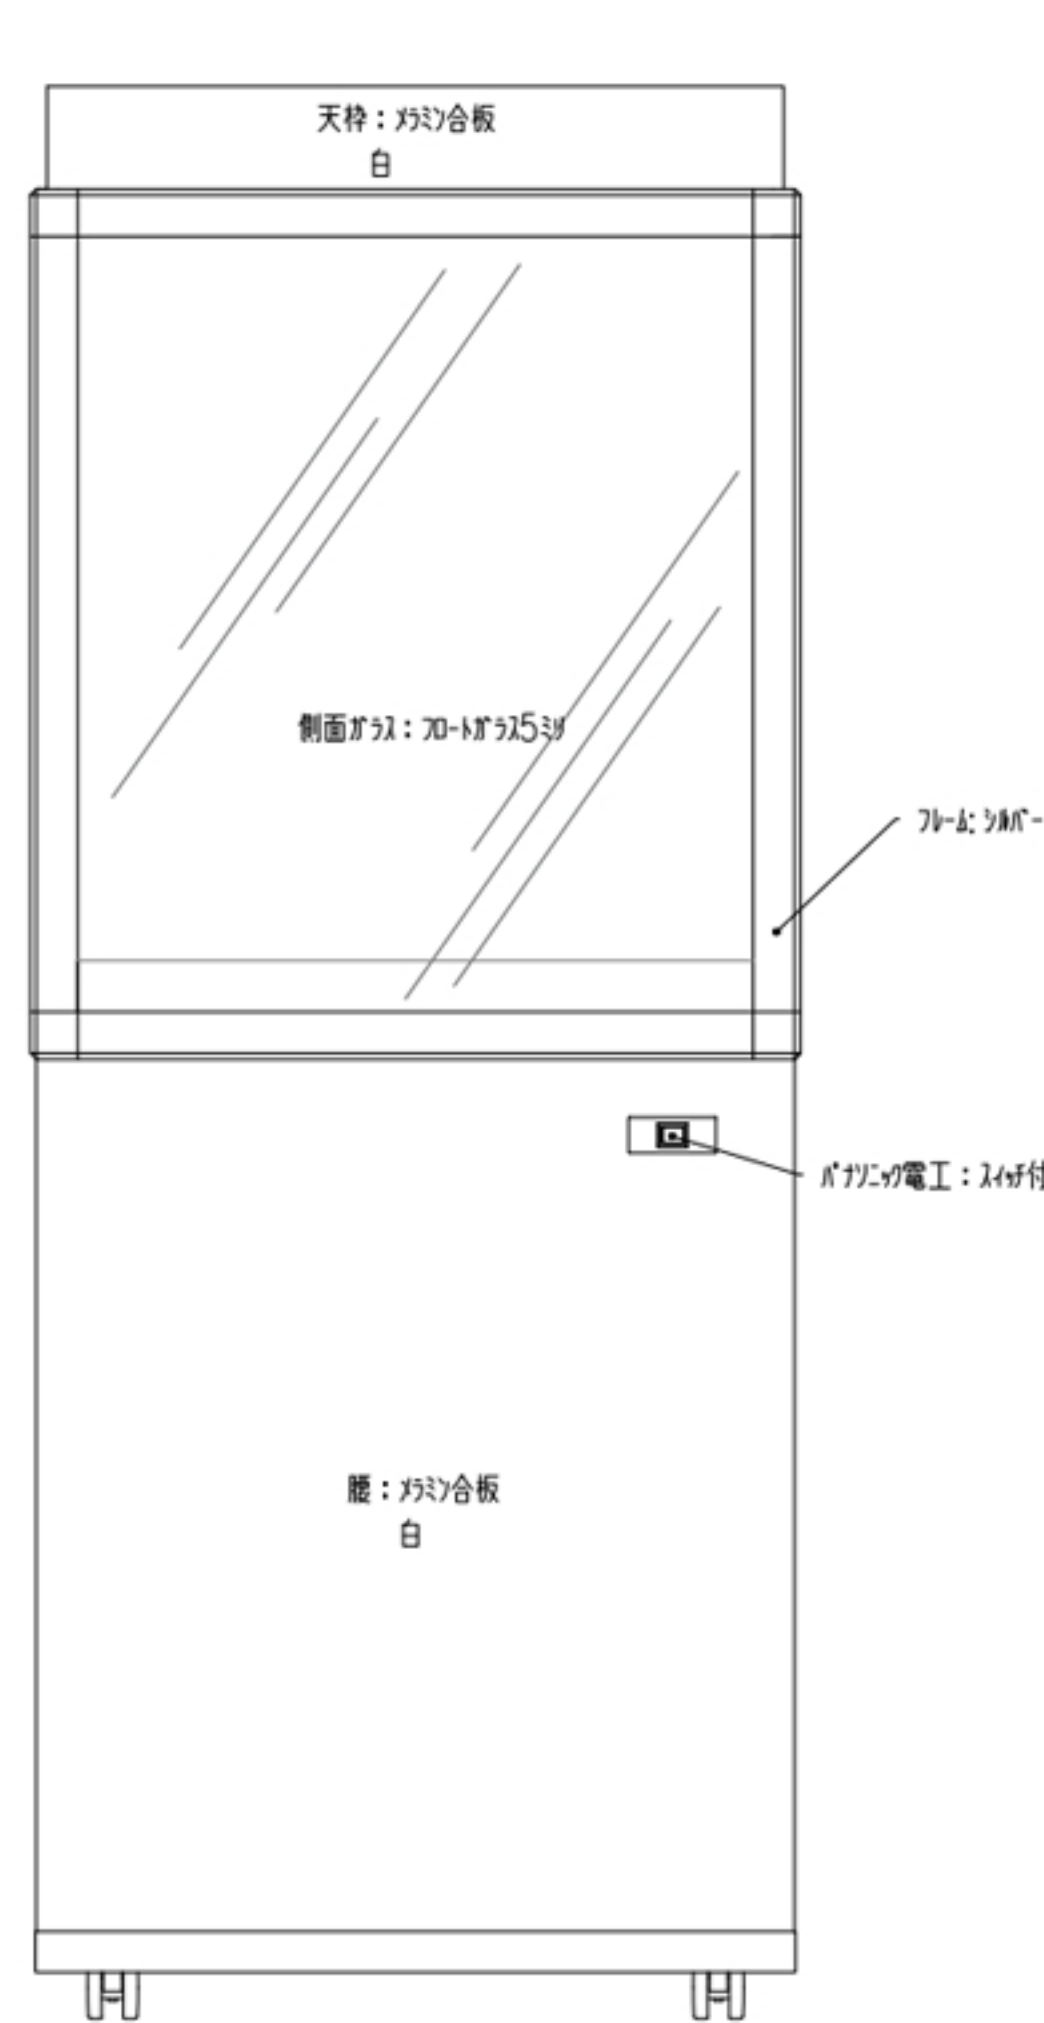 天枠：ﾒﾗﾐﾝ合板
白
側面ｶﾞﾗｽ：ﾌﾛｰﾄｶﾞﾗｽ5ﾐﾘ
ﾌﾚｰﾑ:ｼﾙﾊﾞｰ
ﾊﾟﾅｿﾆｯｸ電工：ｽｲｯﾁ付
腰：ﾒﾗﾐﾝ合板
白